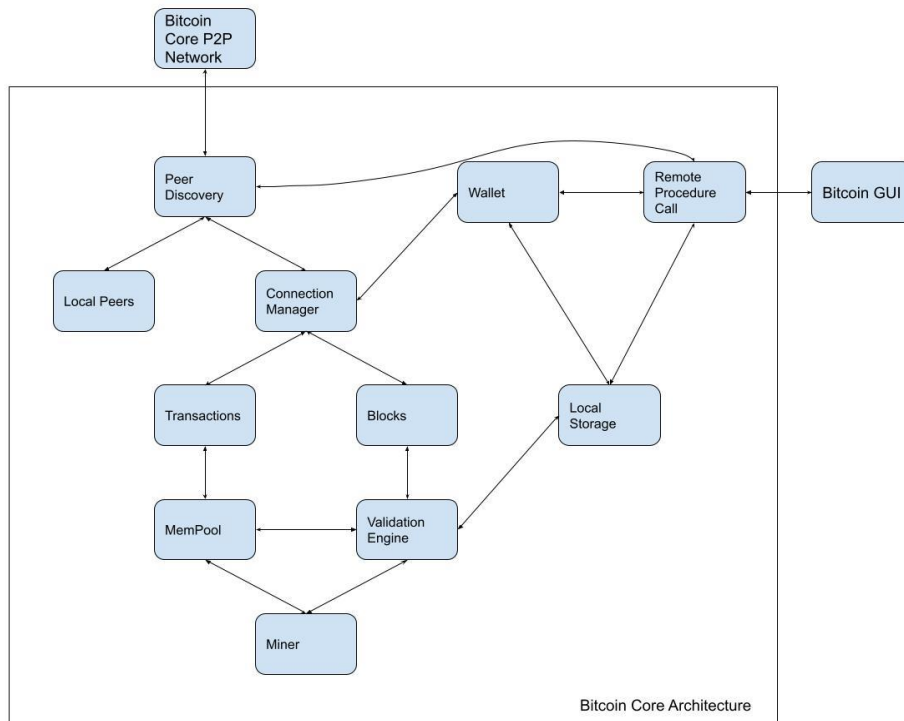 Bitcoin
Core P2P
Network
Peer
Discovery
Wallet
Remote
Procedure
Call
Bitcoin GUI
Local Peers
Connection
Manager
Transactions
Blocks
Local
Storage
MemPool
Validation
Engine
Miner
Bitcoin Core Architecture